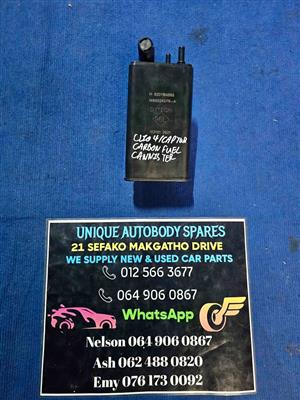 CLIO 4/CAPTUR
CARBON FUEL
CANNISTER
UNIQUE AUTOBODY SPARES
21 SEFAKO MAKGATHO DRIVE
WE SUPPLY NEW & USED CAR PARTS
012 566 3677
064 906 0867
WhatsApp
Nelson 064 906 0867
Ash 062 488 0820
Emy 076 173 0092